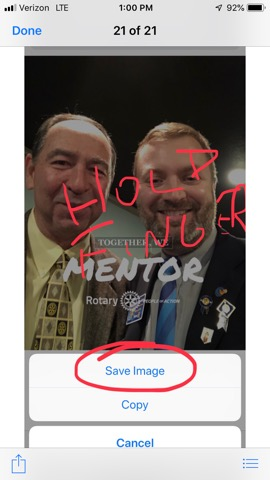 Verizon LTE 1:00 PM 92%
Done 21 of 21
HOLD
FINGER
TOGETHER, WE
MENTOR
Rotary PEOPLE OF ACTION
Save Image
Copy
Cancel